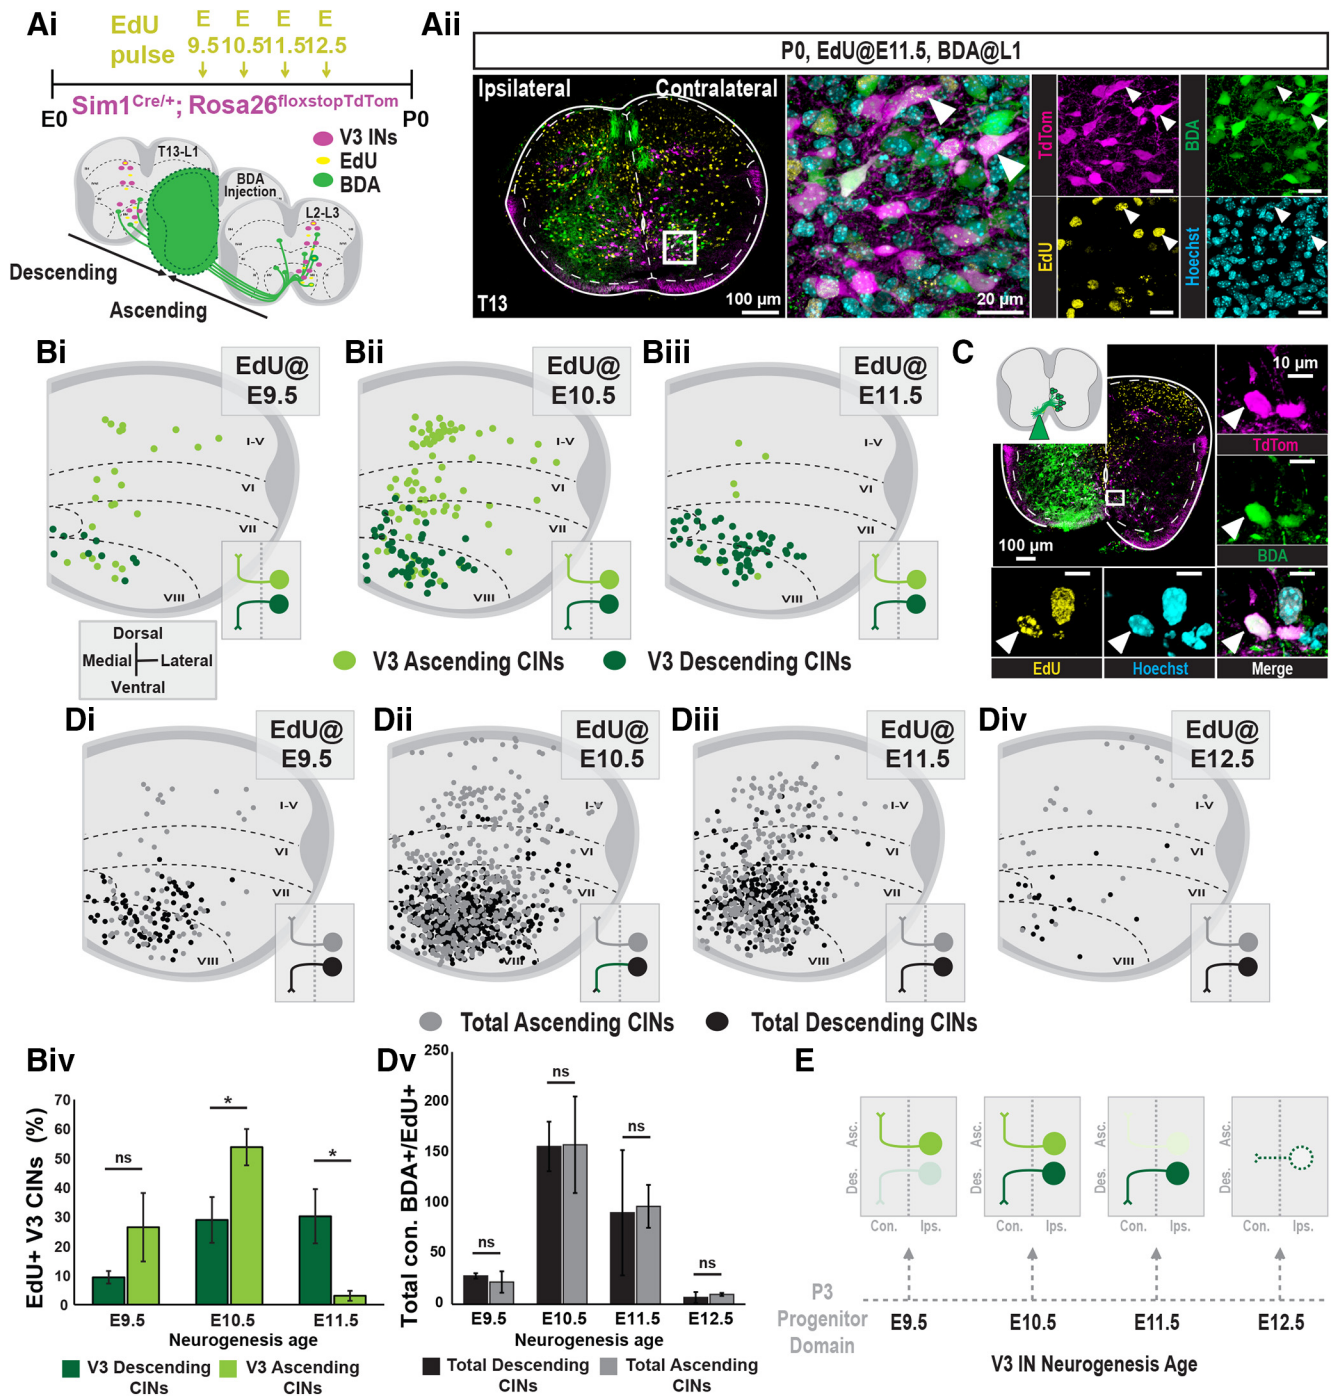 Ai
EdU pulse
E 9.5
E 10.5
E 11.5
E 12.5
E0
Sim1Cre/+; Rosa26floxstopTdTom
P0
V3 INs
EdU
BDA
T13-L1
BDA Injection
L2-L3
Descending
Ascending
Aii
P0, EdU@E11.5, BDA@L1
Ipsilateral
Contralateral
T13
100 µm
20 µm
TdTom
BDA
EdU
Hoechst
Bi
EdU@
E9.5
I-V
VI
VII
VIII
Bii
EdU@
E10.5
I-V
VI
VII
VIII
Biii
EdU@
E11.5
I-V
VI
VII
VIII
Dorsal
Medial
Lateral
Ventral
V3 Ascending CINs
V3 Descending CINs
C
100 µm
10 µm
TdTom
BDA
EdU
Hoechst
Merge
Di
EdU@
E9.5
I-V
VI
VII
VIII
Dii
EdU@
E10.5
I-V
VI
VII
VIII
Diii
EdU@
E11.5
I-V
VI
VII
VIII
Div
EdU@
E12.5
I-V
VI
VII
VIII
Total Ascending CINs
Total Descending CINs
Biv
EdU+ V3 CINs (%)
70
60
50
40
30
20
10
0
ns
*
*
E9.5
E10.5
E11.5
Neurogenesis age
V3 Descending CINs
V3 Ascending CINs
Dv
Total con. BDA+/EdU+
250
200
150
100
50
0
ns
ns
ns
ns
E9.5
E10.5
E11.5
E12.5
Neurogenesis age
Total Descending CINs
Total Ascending CINs
E
Asc.
Des.
Con.
Ips.
Asc.
Des.
Con.
Ips.
Asc.
Des.
Con.
Ips.
Asc.
Des.
Con.
Ips.
P3
Progenitor
Domain
E9.5
E10.5
E11.5
E12.5
V3 IN Neurogenesis Age